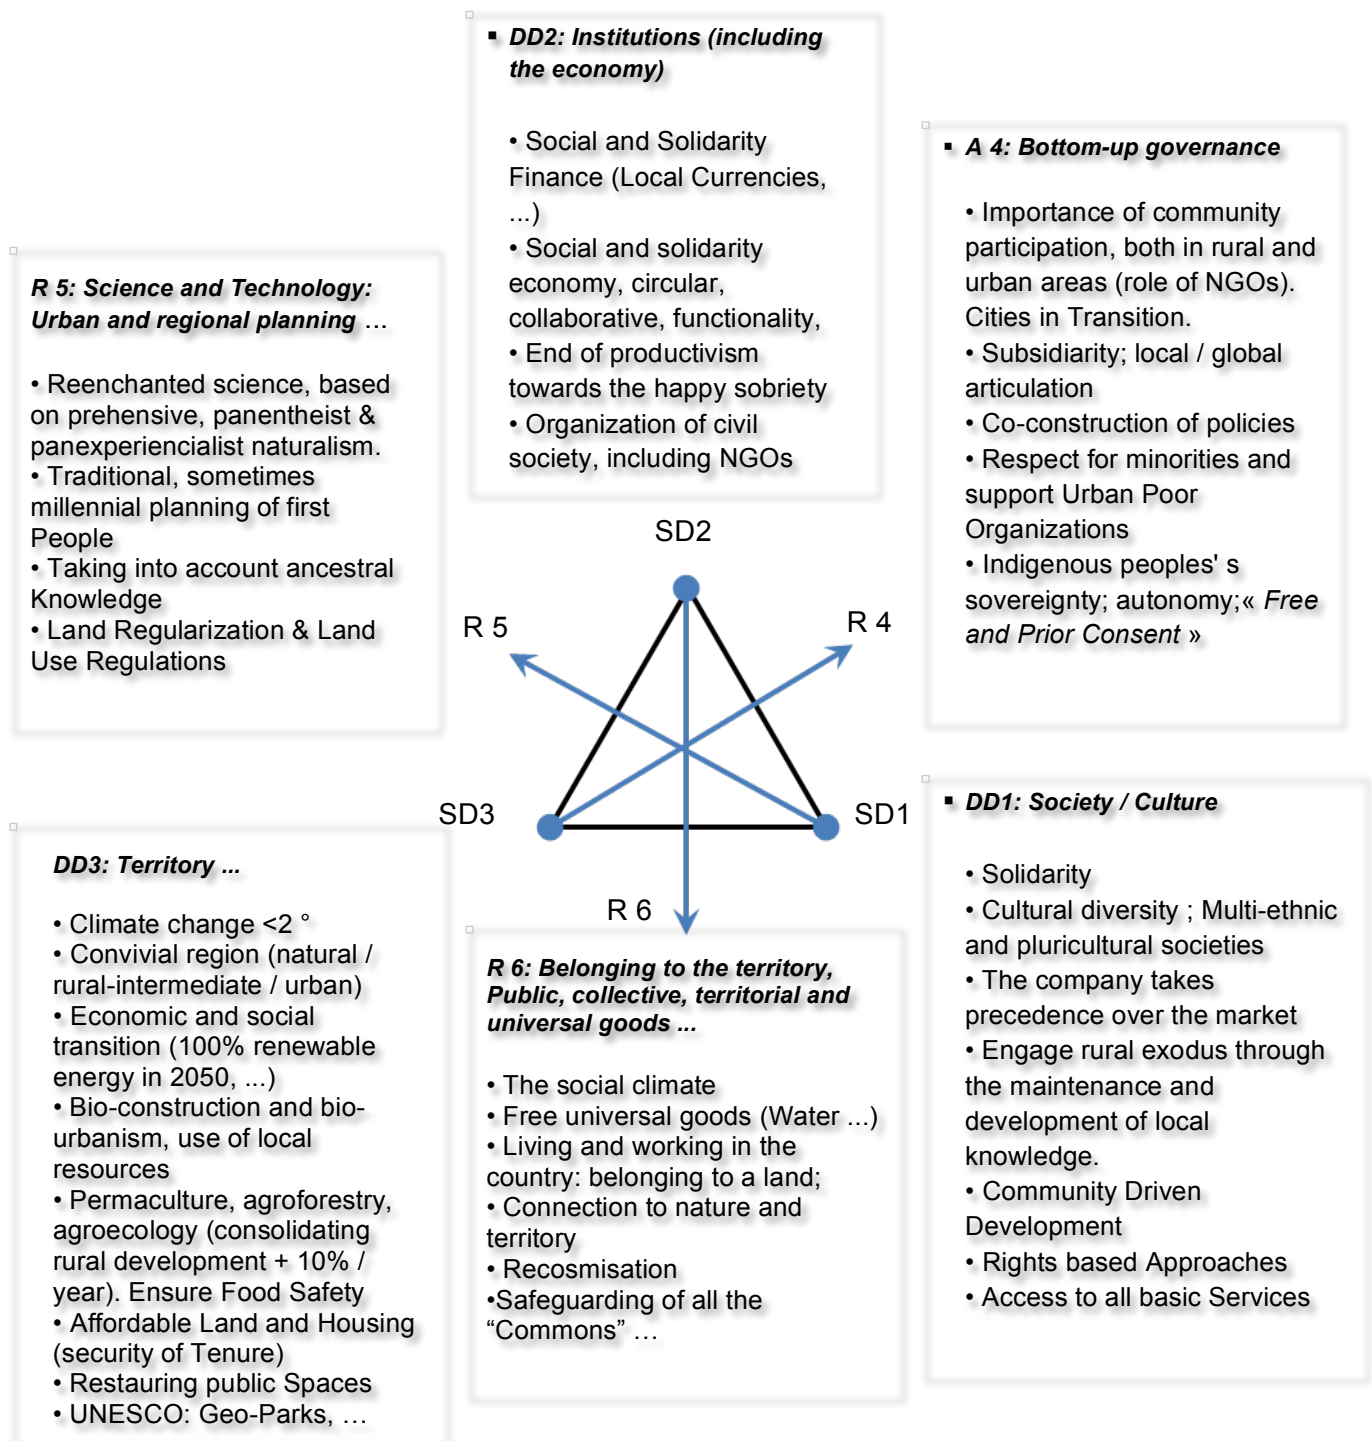 ▪ DD2: Institutions (including
the economy)
• Social and Solidarity
Finance (Local Currencies,
...)
• Social and solidarity
economy, circular,
collaborative, functionality,
• End of productivism
towards the happy sobriety
• Organization of civil
society, including NGOs
▪ A 4: Bottom-up governance
• Importance of community
participation, both in rural and
urban areas (role of NGOs).
Cities in Transition.
• Subsidiarity; local / global
articulation
• Co-construction of policies
• Respect for minorities and
support Urban Poor
Organizations
• Indigenous peoples' s
sovereignty; autonomy;« Free
and Prior Consent »
R 5: Science and Technology:
Urban and regional planning …
• Reenchanted science, based
on prehensive, panentheist &
panexperiencialist naturalism.
• Traditional, sometimes
millennial planning of first
People
• Taking into account ancestral
Knowledge
• Land Regularization & Land
Use Regulations
SD2
R 5
R 4
SD3
SD1
R 6
DD3: Territory ...
• Climate change <2 °
• Convivial region (natural /
rural-intermediate / urban)
• Economic and social
transition (100% renewable
energy in 2050, ...)
• Bio-construction and bio-
urbanism, use of local
resources
• Permaculture, agroforestry,
agroecology (consolidating
rural development + 10% /
year). Ensure Food Safety
• Affordable Land and Housing
(security of Tenure)
• Restauring public Spaces
• UNESCO: Geo-Parks, …
R 6: Belonging to the territory,
Public, collective, territorial and
universal goods ...
• The social climate
• Free universal goods (Water ...)
• Living and working in the
country: belonging to a land;
• Connection to nature and
territory
• Recosmisation
•Safeguarding of all the
“Commons” …
▪ DD1: Society / Culture
• Solidarity
• Cultural diversity ; Multi-ethnic
and pluricultural societies
• The company takes
precedence over the market
• Engage rural exodus through
the maintenance and
development of local
knowledge.
• Community Driven
Development
• Rights based Approaches
• Access to all basic Services